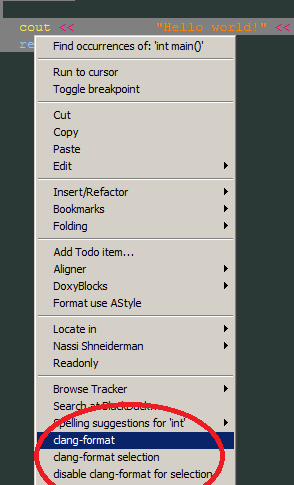 cout << "Hello world!" <<
re
Find occurrences of: 'int main()'
Run to cursor
Toggle breakpoint
Cut
Copy
Paste
Edit
Insert/Refactor
Bookmarks
Folding
Add Todo item...
Aligner
DoxyBlocks
Format use AStyle
Locate in
Nassi Shneiderman
Readonly
Browse Tracker
Search at
Spelling suggestions for 'int'
clang-format
clang-format selection
disable clang-format for selection